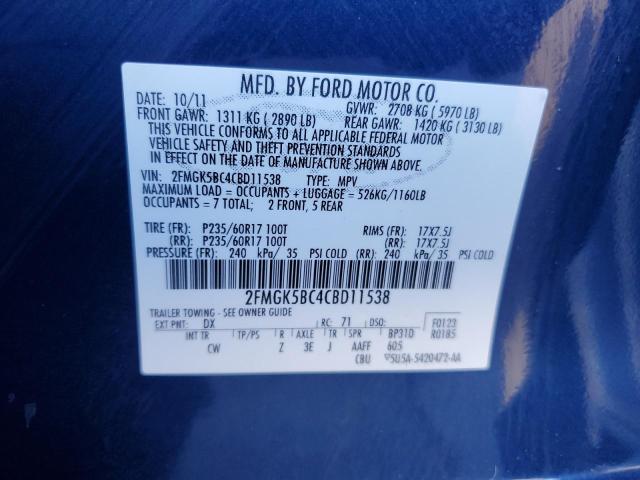 MFD. BY FORD MOTOR CO.
DATE: 10/11 GVWR: 2708 KG (5970 LB)
FRONT GAWR: 1311 KG (2890 LB) REAR GAWR: 1420 KG (3130 LB)
THIS VEHICLE CONFORMS TO ALL APPLICABLE FEDERAL MOTOR
VEHICLE SAFETY AND THEFT PREVENTION STANDARDS
IN EFFECT ON THE DATE OF MANUFACTURE SHOWN ABOVE.
VIN: 2FMGK5BC4CBD11538 TYPE: MPV
MAXIMUM LOAD = OCCUPANTS + LUGGAGE = 526KG/1160LB
OCCUPANTS = 7 TOTAL; 2 FRONT, 5 REAR
TIRE (FR): P235/60R17 100T RIMS (FR): 17X7.5J
(RR): P235/60R17 100T (RR): 17X7.5J
PRESSURE (FR): 240 kPa/ 35 PSI COLD (RR): 240 kPa/ 35 PSI COLD
2FMGK5BC4CBD11538
TRAILER TOWING - SEE OWNER GUIDE
EXT PNT: DX RC: 71 DSO: F0123
INT TR TP/PS R AXLE TR SPR BP31D R0185
CW Z 3E J AAFF 605
CBU 5U5A-5420472-AA